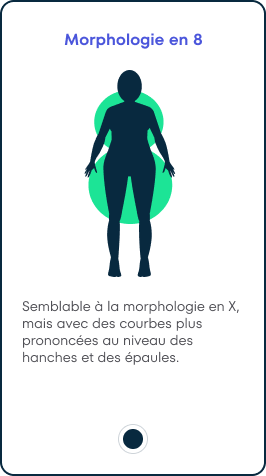 Morphologie en 8
Semblable à la morphologie en X,
mais avec des courbes plus
prononcées au niveau des
hanches et des épaules.